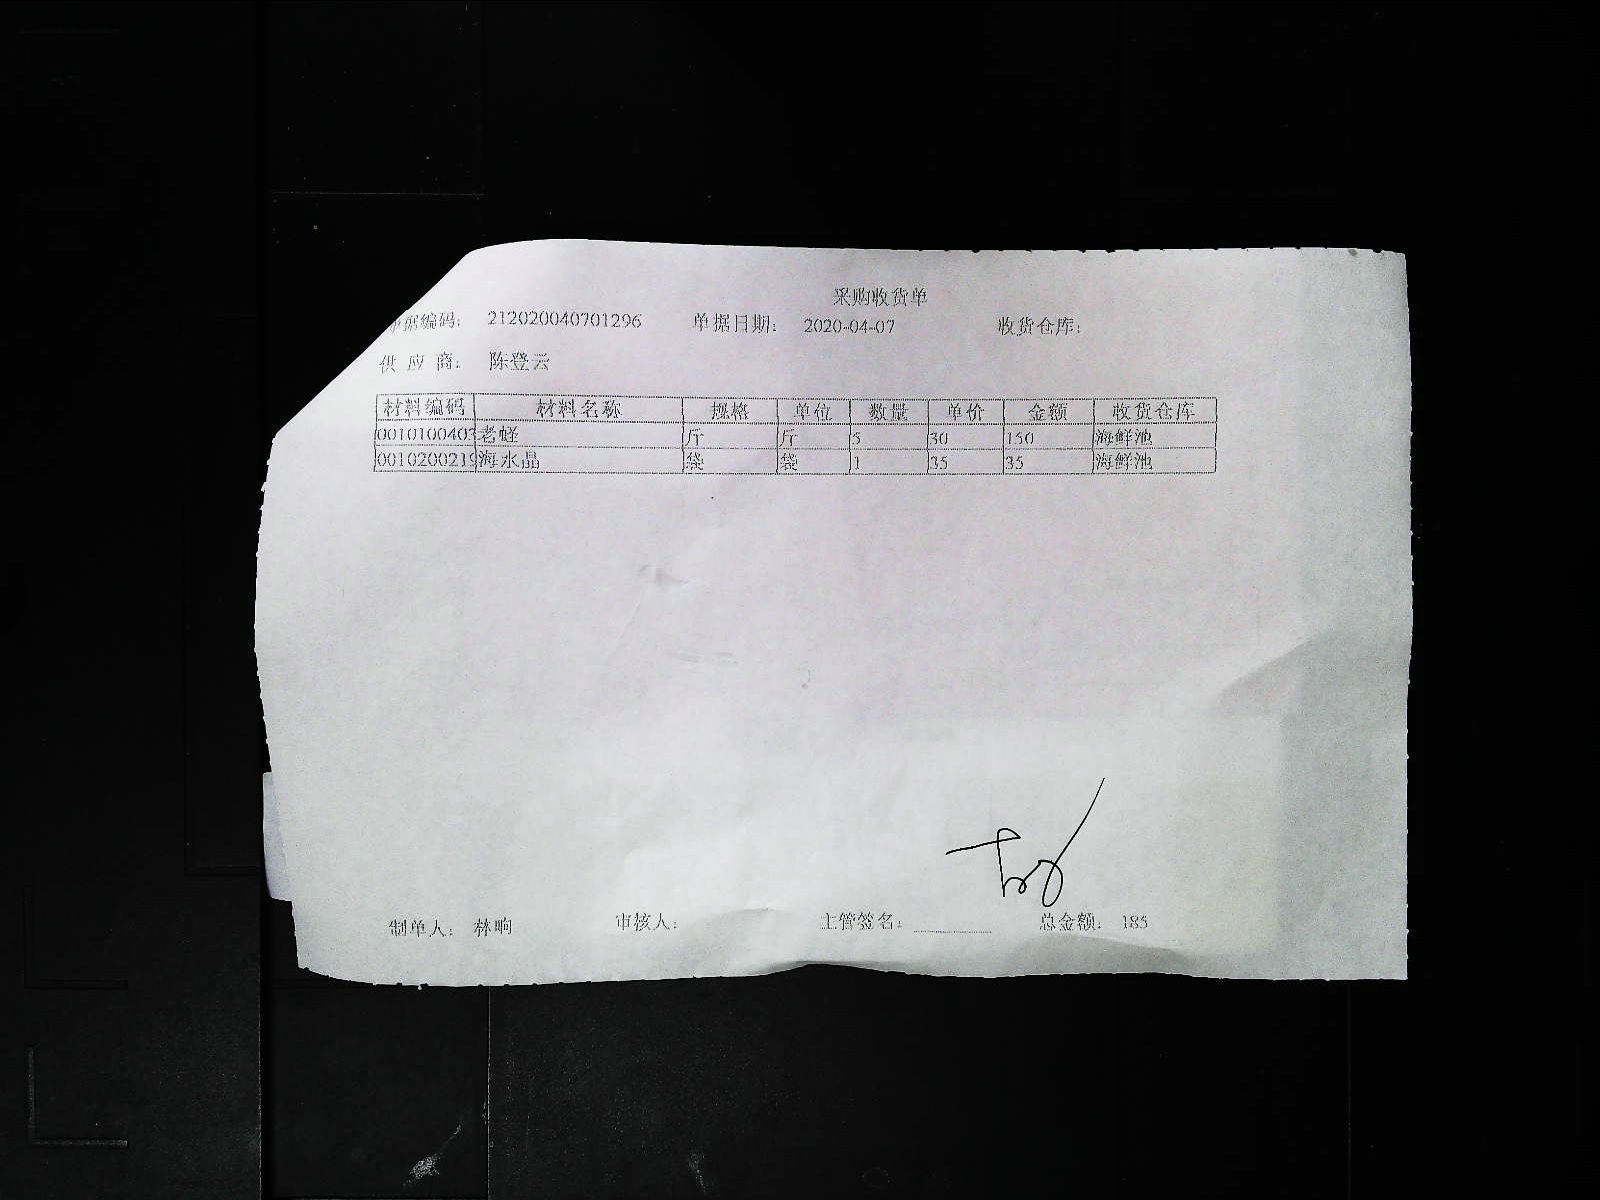 采购收货单
单据编码: 212020040701296 单据日期: 2020-04-07 收货仓库:
供 应 商: 陈登云
材料编码 材料名称 规格 单位 数量 单价 金额 收货仓库
0010100403 老蛏 斤 斤 5 30 150 海鲜池
0010200219 海水晶 袋 袋 1 35 35 海鲜池
制单人: 林晌 审核人: 主管签名: 总金额: 185